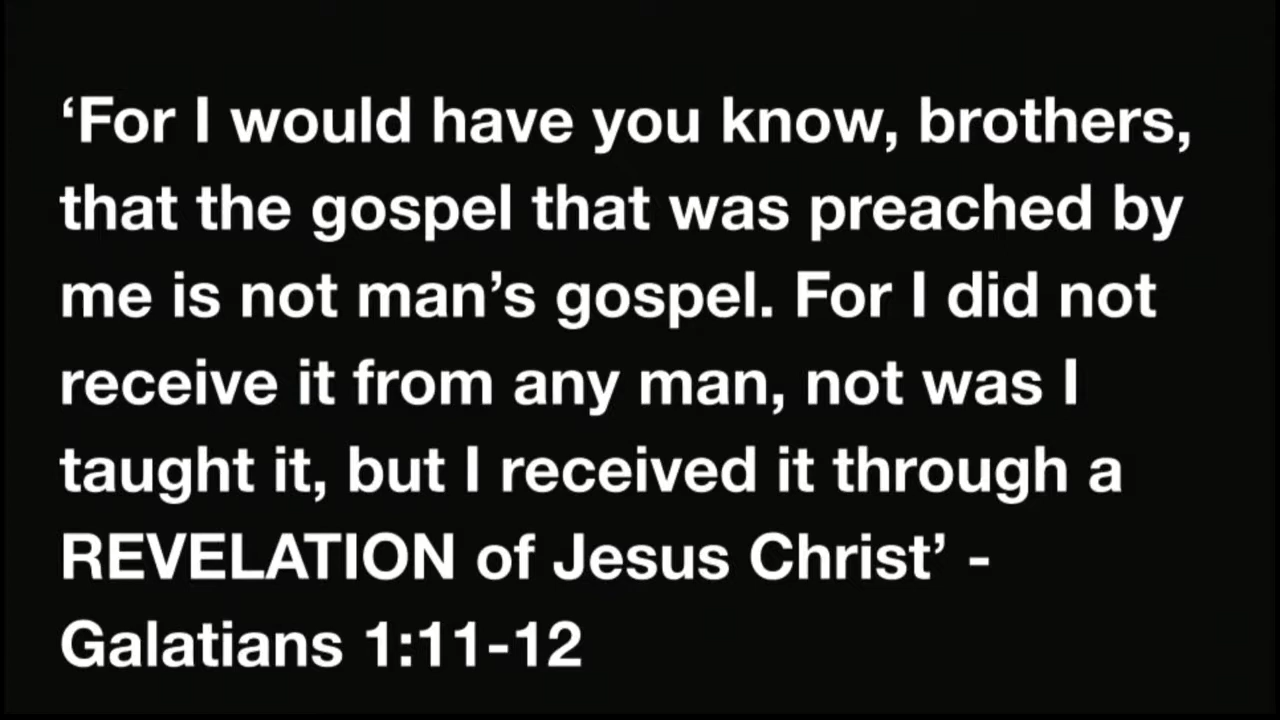 ‘For I would have you know, brothers,
that the gospel that was preached by
me is not man’s gospel. For I did not
receive it from any man, not was I
taught it, but I received it through a
REVELATION of Jesus Christ’ -
Galatians 1:11-12